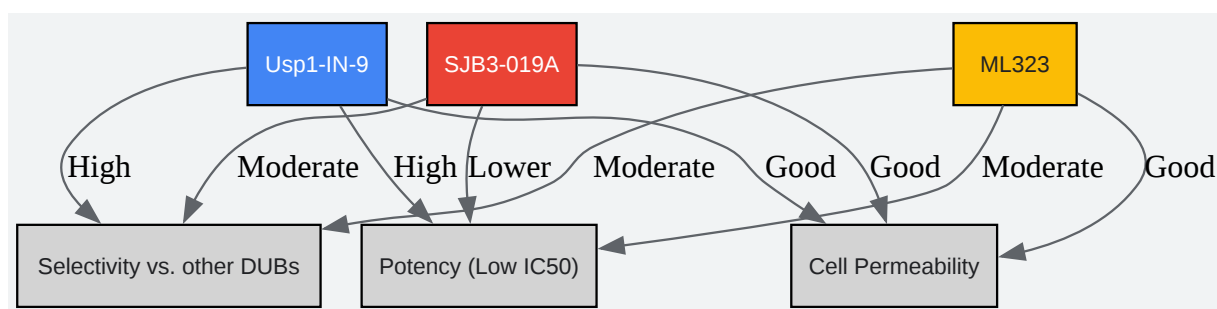 Usp1-IN-9
SJB3-019A
ML323
High
Moderate
High
Lower
Moderate
Good
Good
Moderate
Good
Selectivity vs. other DUBs
Potency (Low IC50)
Cell Permeability